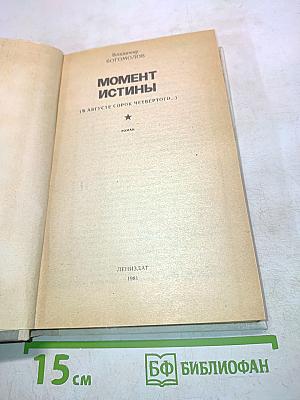 Владимир
БОГОМОЛОВ
МОМЕНТ
ИСТИНЫ
(В АВГУСТЕ СОРОК ЧЕТВЕРТОГО...)
РОМАН
ЛЕНИЗДАТ
1981
15 см
БФ БИБЛИОФАН